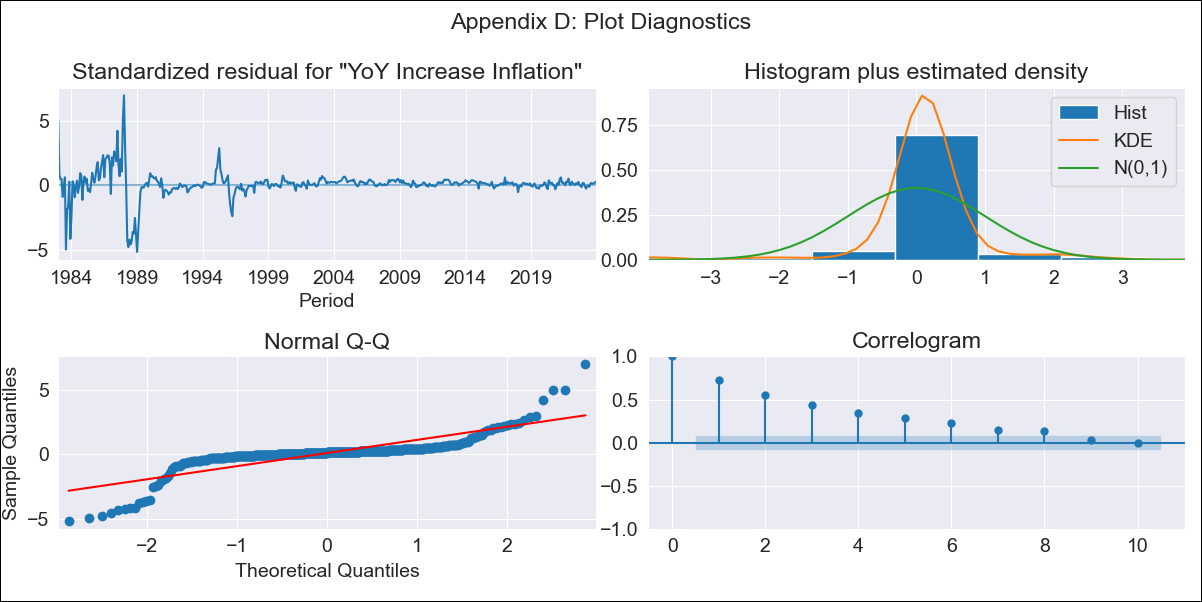 Appendix D: Plot Diagnostics
Standardized residual for "YoY Increase Inflation"
5
0
−5
1984 1989 1994 1999 2004 2009 2014 2019
Period
Histogram plus estimated density
0.75
0.50
0.25
0.00
−3 −2 −1 0 1 2 3
Hist
KDE
N(0,1)
Normal Q-Q
Sample Quantiles
5
0
−5
−2 −1 0 1 2
Theoretical Quantiles
Correlogram
1.0
0.5
0.0
−0.5
−1.0
0 2 4 6 8 10